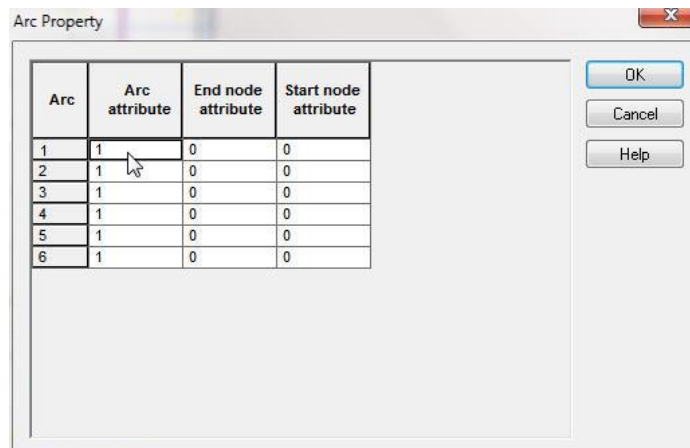 Arc Property
OK
Cancel
Help
Arc Arc attribute End node attribute Start node attribute
1 1 0 0
2 1 0 0
3 1 0 0
4 1 0 0
5 1 0 0
6 1 0 0